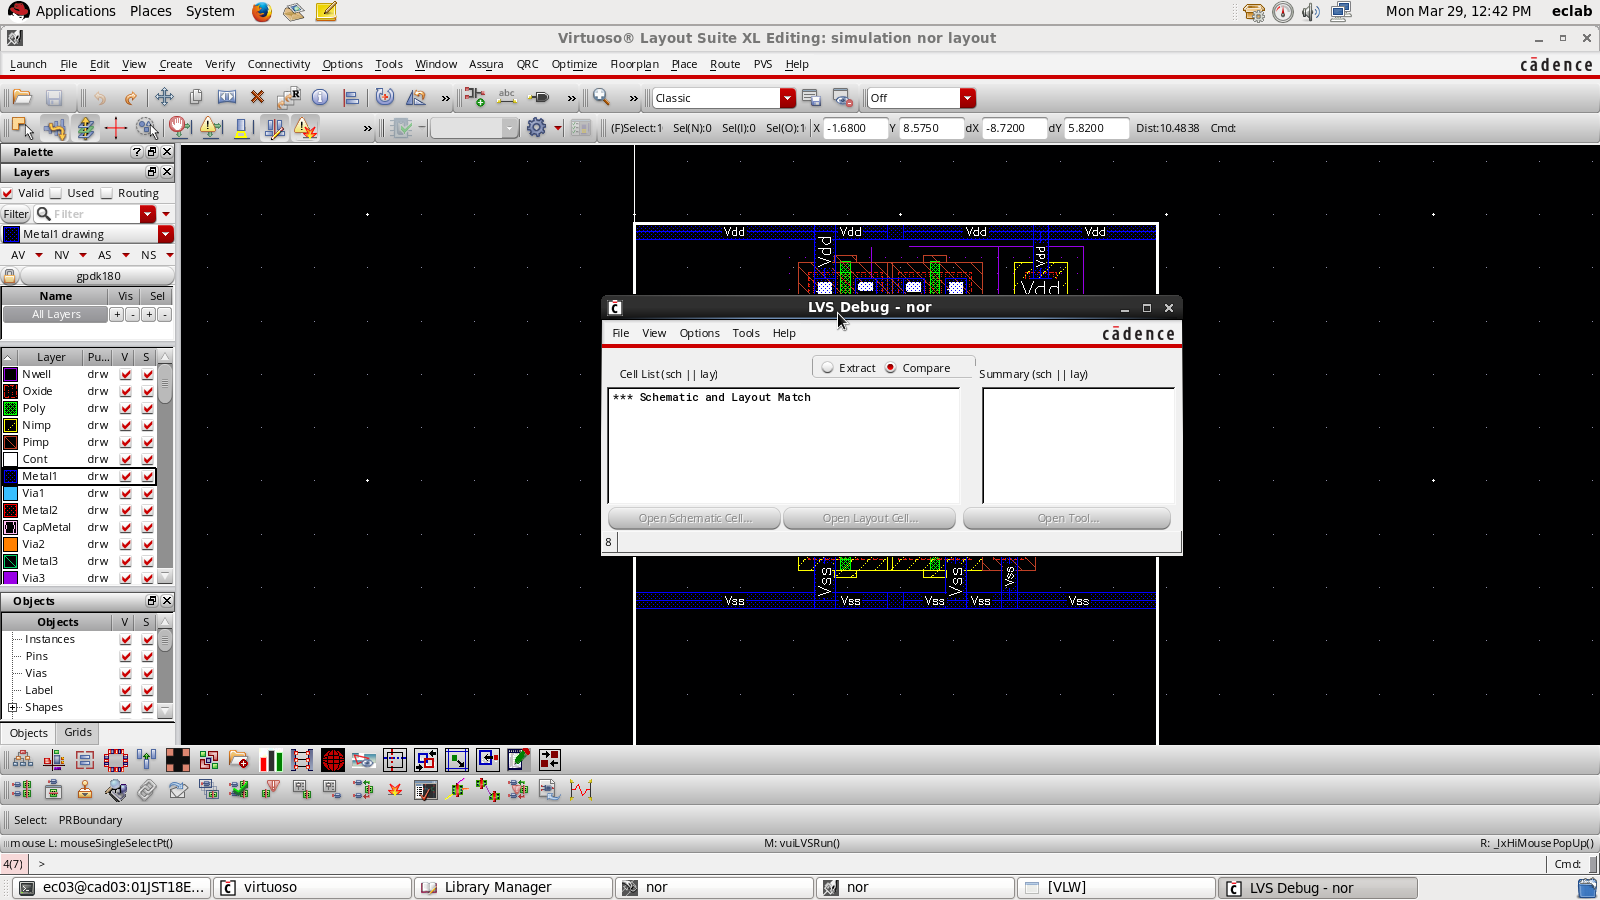 Applications Places System Mon Mar 29, 12:42 PM eclab
Virtuoso® Layout Suite XL Editing: simulation nor layout
Launch File Edit View Create Verify Connectivity Options Tools Window Assura QRC Optimize Floorplan Place Route PVS Help cādence
» abc » » Classic Off
» (F)Select:1 Sel(N):0 Sel(I):0 Sel(O):1 X -1.6800 Y 8.5750 dX -8.7200 dY 5.8200 Dist:10.4838 Cmd:
Palette ?
Layers
Valid Used Routing
Filter Filter
Metal1 drawing
AV NV AS NS
gpdk180
Name Vis Sel
All Layers + - + -
Layer Pu... V S
Nwell drw
Oxide drw
Poly drw
Nimp drw
Pimp drw
Cont drw
Metal1 drw
Via1 drw
Metal2 drw
CapMetal drw
Via2 drw
Metal3 drw
Via3 drw
Objects
Objects V S
Instances
Pins
Vias
Label
Shapes
Objects Grids
Vdd Vdd Vdd Vdd
Vdd Vdd
Vdd
LVS Debug - nor
File View Options Tools Help cādence
Extract Compare
Cell List (sch || lay) Summary (sch || lay)
*** Schematic and Layout Match
Open Schematic Cell... Open Layout Cell... Open Tool...
8
Vss Vss Vss
Vss Vss Vss Vss Vss
Select: PRBoundary
mouse L: mouseSingleSelectPt() M: vuiLVSRun() R: _lxHiMousePopUp()
4(7) > Cmd:
ec03@cad03:01JST18E... virtuoso Library Manager nor nor [VLW] LVS Debug - nor